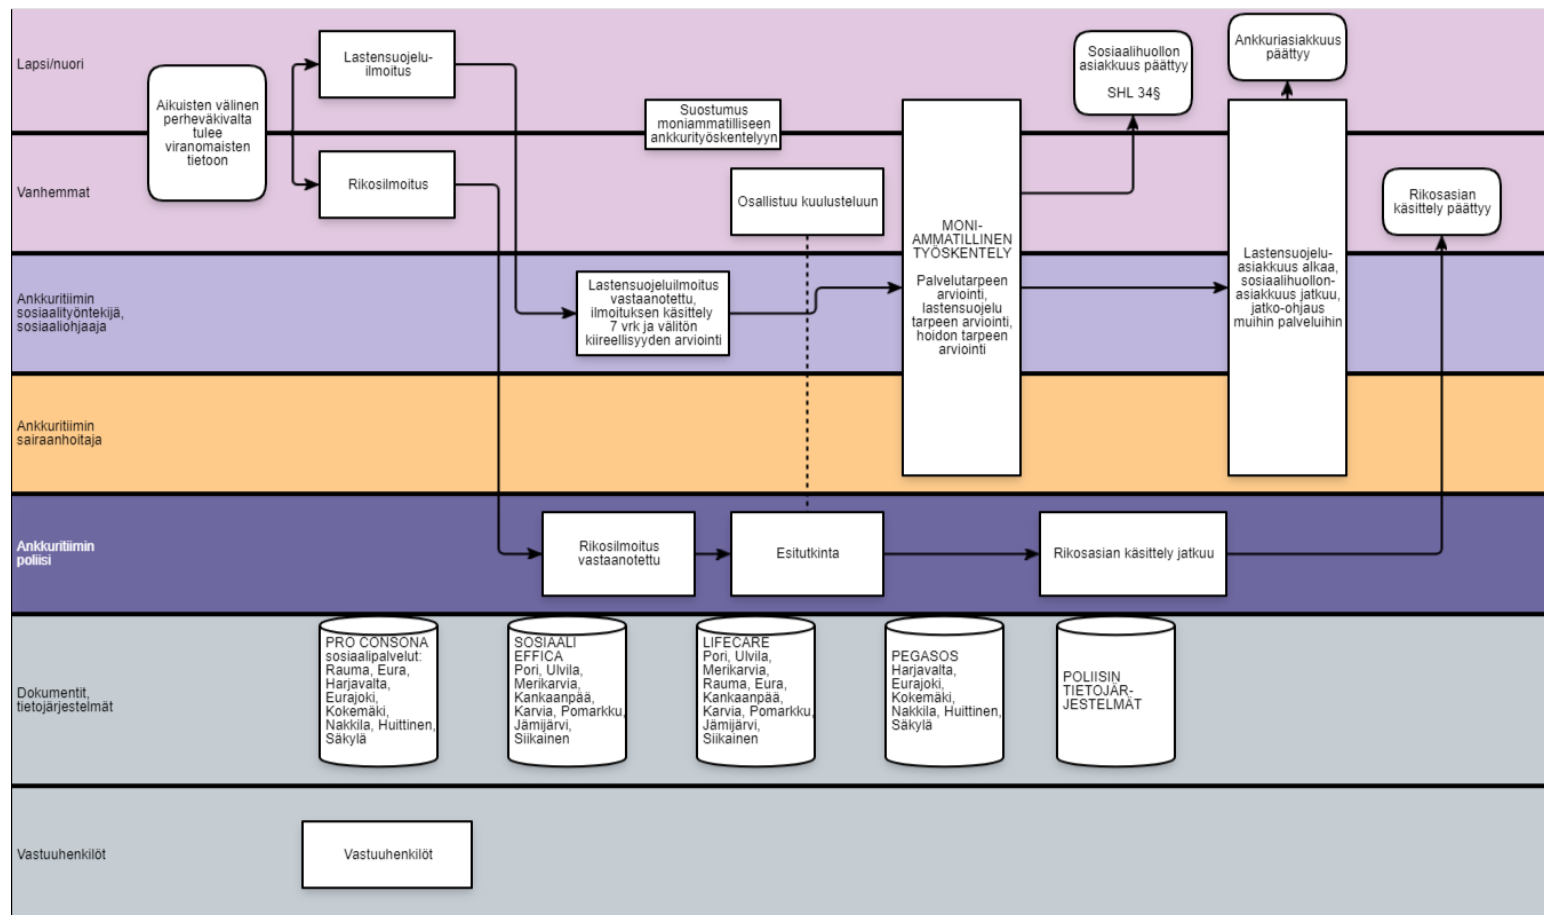 Lapsi/nuori
Aikuisten välinen
perheväkivalta
tulee
viranomaisten
tietoon
Lastensuojelu-
ilmoitus
Suostumus
moniammatilliseen
ankkurityöskentelyyn
Sosiaalihuollon
asiakkuus päättyy
SHL 34§
Ankkuriasiakkuus
päättyy
Vanhemmat
Rikosilmoitus
Osallistuu kuulusteluun
MONI-
AMMATILLINEN
TYÖSKENTELY
Palvelutarpeen
arviointi,
lastensuojelu
tarpeen arviointi,
hoidon tarpeen
arviointi
Lastensuojelu-
asiakkuus alkaa,
sosiaalihuollon-
asiakkuus jatkuu,
jatko-ohjaus
muihin palveluihin
Rikosasian
käsittely päättyy
Ankkuritiimin
sosiaalityöntekijä,
sosiaaliohjaaja
Lastensuojeluilmoitus
vastaanotettu,
ilmoituksen käsittely
7 vrk ja välitön
kiireellisyyden arviointi
Ankkuritiimin
sairaanhoitaja
Ankkuritiimin
poliisi
Rikosilmoitus
vastaanotettu
Esitutkinta
Rikosasian käsittely jatkuu
Dokumentit,
tietojärjestelmät
PRO CONSONA
sosiaalipalvelut:
Rauma, Eura,
Harjavalta,
Eurajoki,
Kokemäki,
Nakkila, Huittinen,
Säkylä
SOSIAALI
EFFICA
Pori, Ulvila,
Merikarvia,
Kankaanpää,
Karvia, Pomarkku,
Jämijärvi,
Siikainen
LIFECARE
Pori, Ulvila,
Merikarvia,
Rauma, Eura,
Kankaanpää,
Karvia, Pomarkku,
Jämijärvi,
Siikainen
PEGASOS
Harjavalta,
Eurajoki,
Kokemäki,
Nakkila, Huittinen,
Säkylä
POLIISIN
TIETOJÄR-
JESTELMÄT
Vastuuhenkilöt
Vastuuhenkilöt